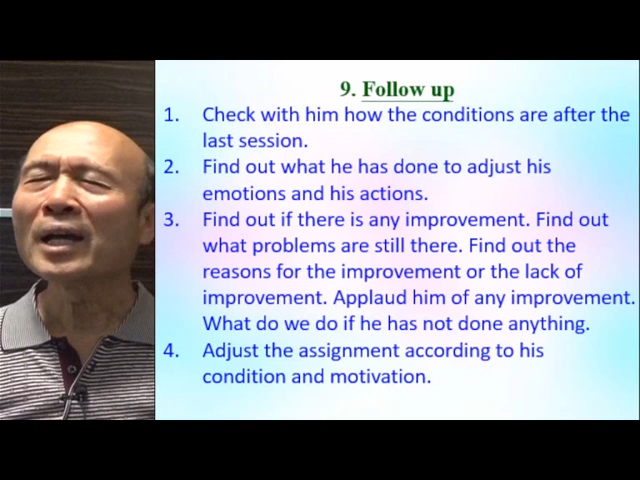 9. Follow up
1. Check with him how the conditions are after the
last session.
2. Find out what he has done to adjust his
emotions and his actions.
3. Find out if there is any improvement. Find out
what problems are still there. Find out the
reasons for the improvement or the lack of
improvement. Applaud him of any improvement.
What do we do if he has not done anything.
4. Adjust the assignment according to his
condition and motivation.